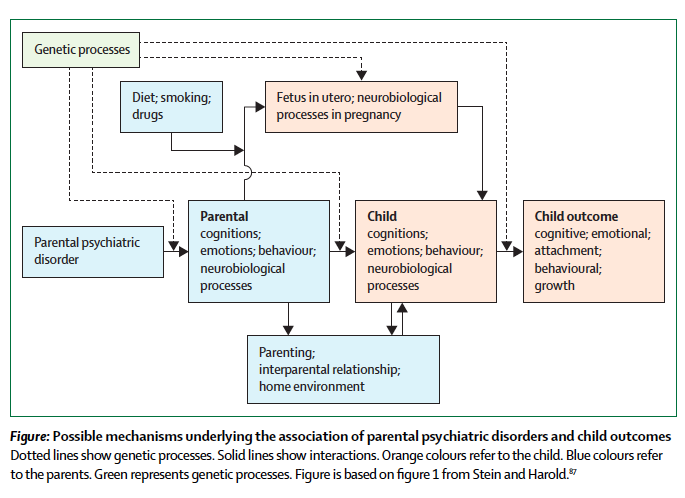 Genetic processes
Diet; smoking;
drugs
Fetus in utero; neurobiological
processes in pregnancy
Parental psychiatric
disorder
Parental
cognitions;
emotions; behaviour;
neurobiological
processes
Child
cognitions;
emotions; behaviour;
neurobiological
processes
Child outcome
cognitive; emotional;
attachment;
behavioural;
growth
Parenting;
interparental relationship;
home environment
Figure: Possible mechanisms underlying the association of parental psychiatric disorders and child outcomes
Dotted lines show genetic processes. Solid lines show interactions. Orange colours refer to the child. Blue colours refer
to the parents. Green represents genetic processes. Figure is based on figure 1 from Stein and Harold.⁸⁷